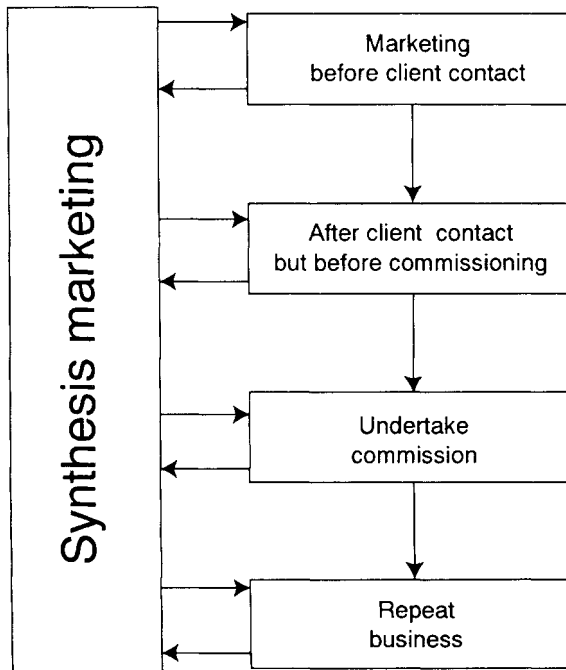 Synthesis marketing
Marketing
before client contact
After client contact
but before commissioning
Undertake
commission
Repeat
business